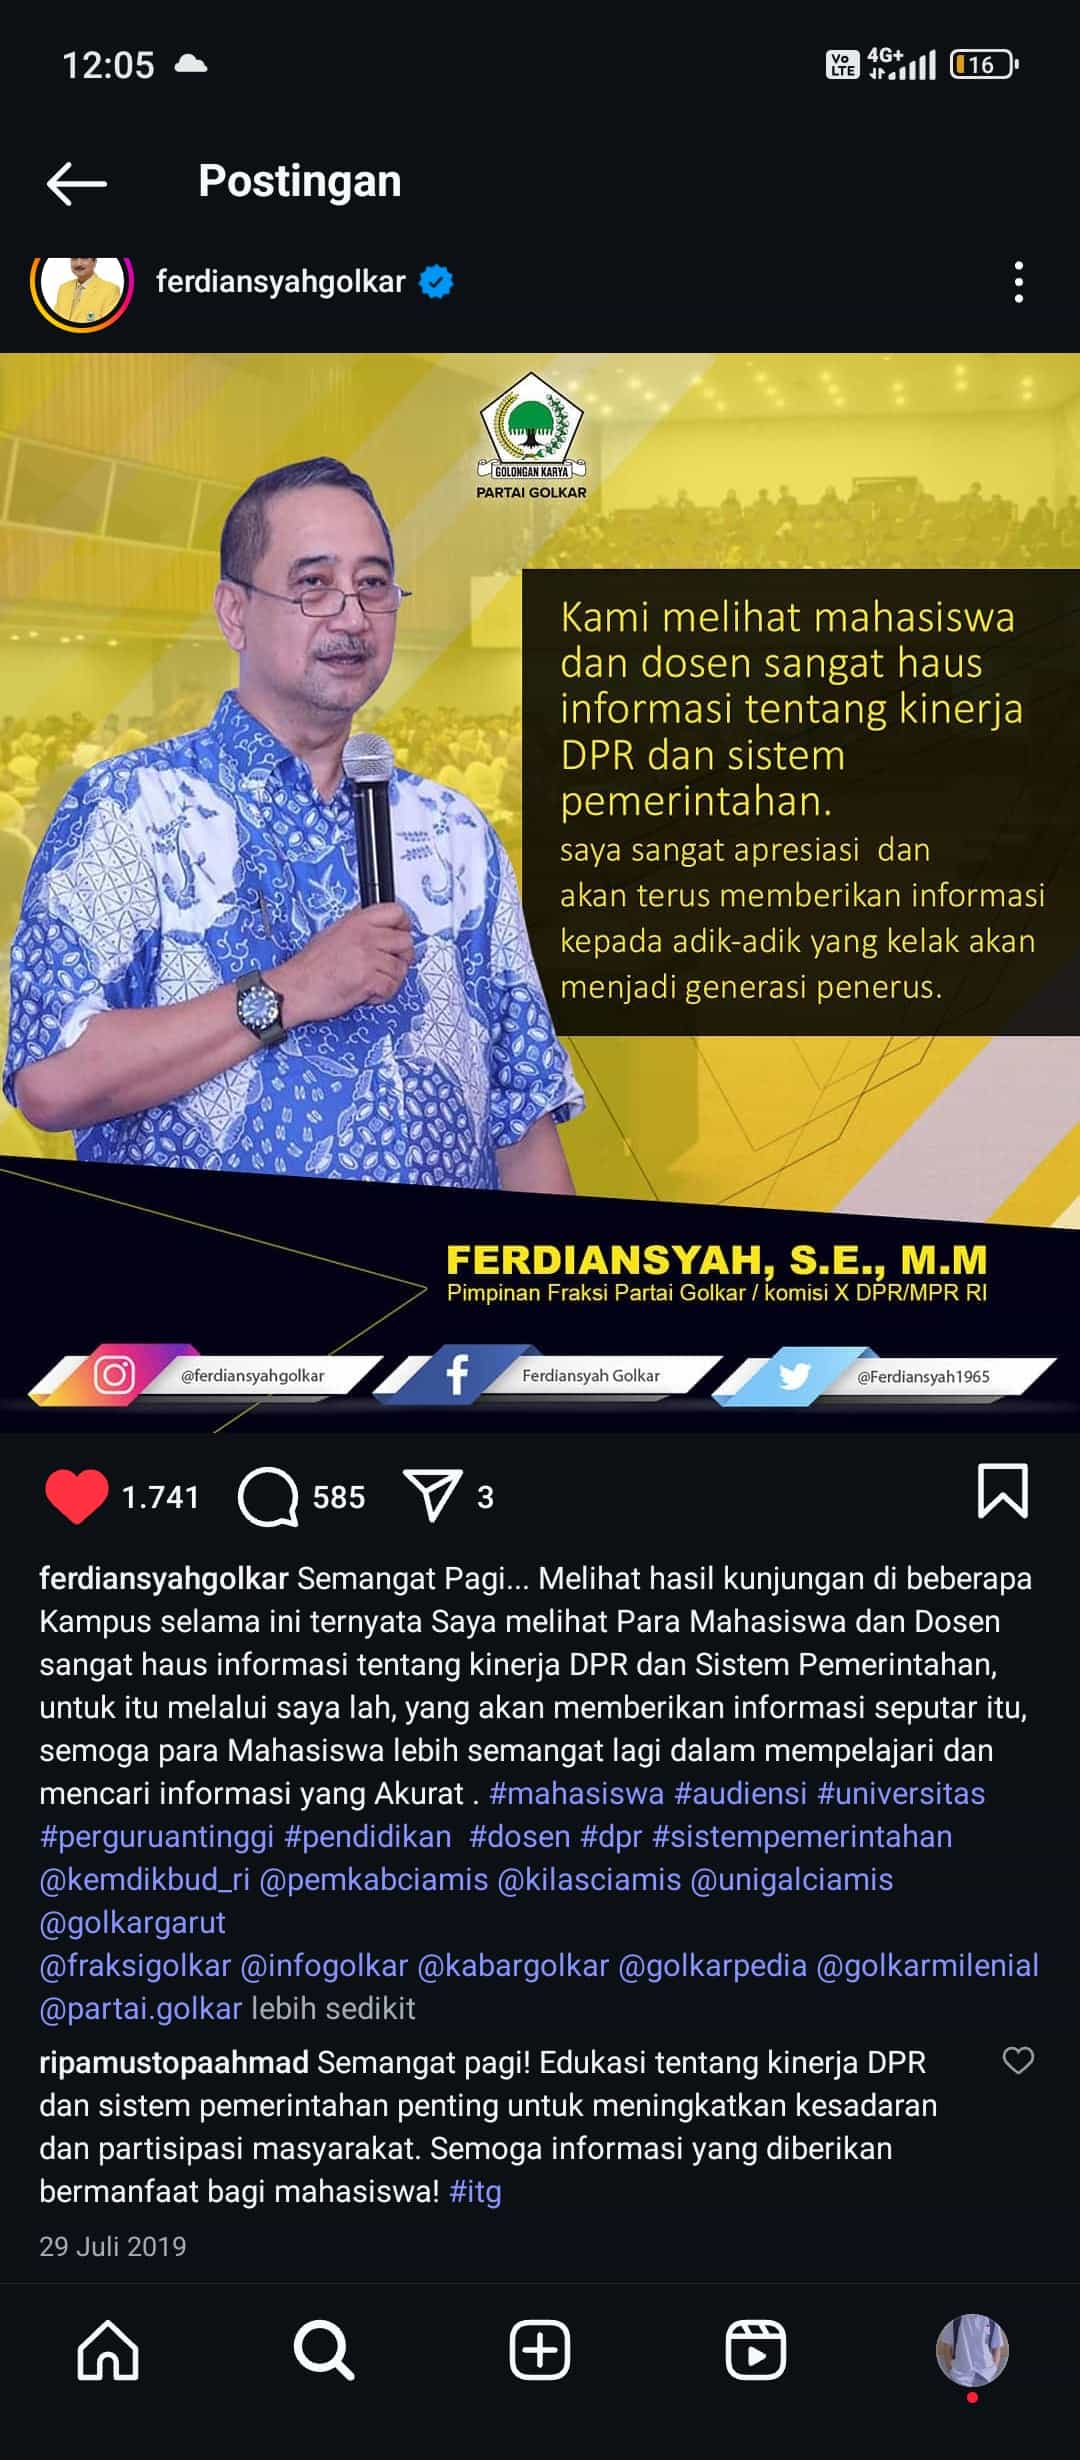 12:05
Vo LTE 4G+ 16
Postingan
ferdiansyahgolkar
GOLONGAN KARYA
PARTAI GOLKAR
Kami melihat mahasiswa
dan dosen sangat haus
informasi tentang kinerja
DPR dan sistem
pemerintahan.
saya sangat apresiasi dan
akan terus memberikan informasi
kepada adik-adik yang kelak akan
menjadi generasi penerus.
FERDIANSYAH, S.E., M.M
Pimpinan Fraksi Partai Golkar / komisi X DPR/MPR RI
@ferdiansyahgolkar Ferdiansyah Golkar @Ferdiansyah1965
1.741 585 3
ferdiansyahgolkar Semangat Pagi... Melihat hasil kunjungan di beberapa
Kampus selama ini ternyata Saya melihat Para Mahasiswa dan Dosen
sangat haus informasi tentang kinerja DPR dan Sistem Pemerintahan,
untuk itu melalui saya lah, yang akan memberikan informasi seputar itu,
semoga para Mahasiswa lebih semangat lagi dalam mempelajari dan
mencari informasi yang Akurat . #mahasiswa #audiensi #universitas
#perguruantinggi #pendidikan #dosen #dpr #sistempemerintahan
@kemdikbud_ri @pemkabciamis @kilasciamis @unigalciamis
@golkargarut
@fraksigolkar @infogolkar @kabargolkar @golkarpedia @golkarmilenial
@partai.golkar lebih sedikit
ripamustopaahmad Semangat pagi! Edukasi tentang kinerja DPR
dan sistem pemerintahan penting untuk meningkatkan kesadaran
dan partisipasi masyarakat. Semoga informasi yang diberikan
bermanfaat bagi mahasiswa! #itg
29 Juli 2019